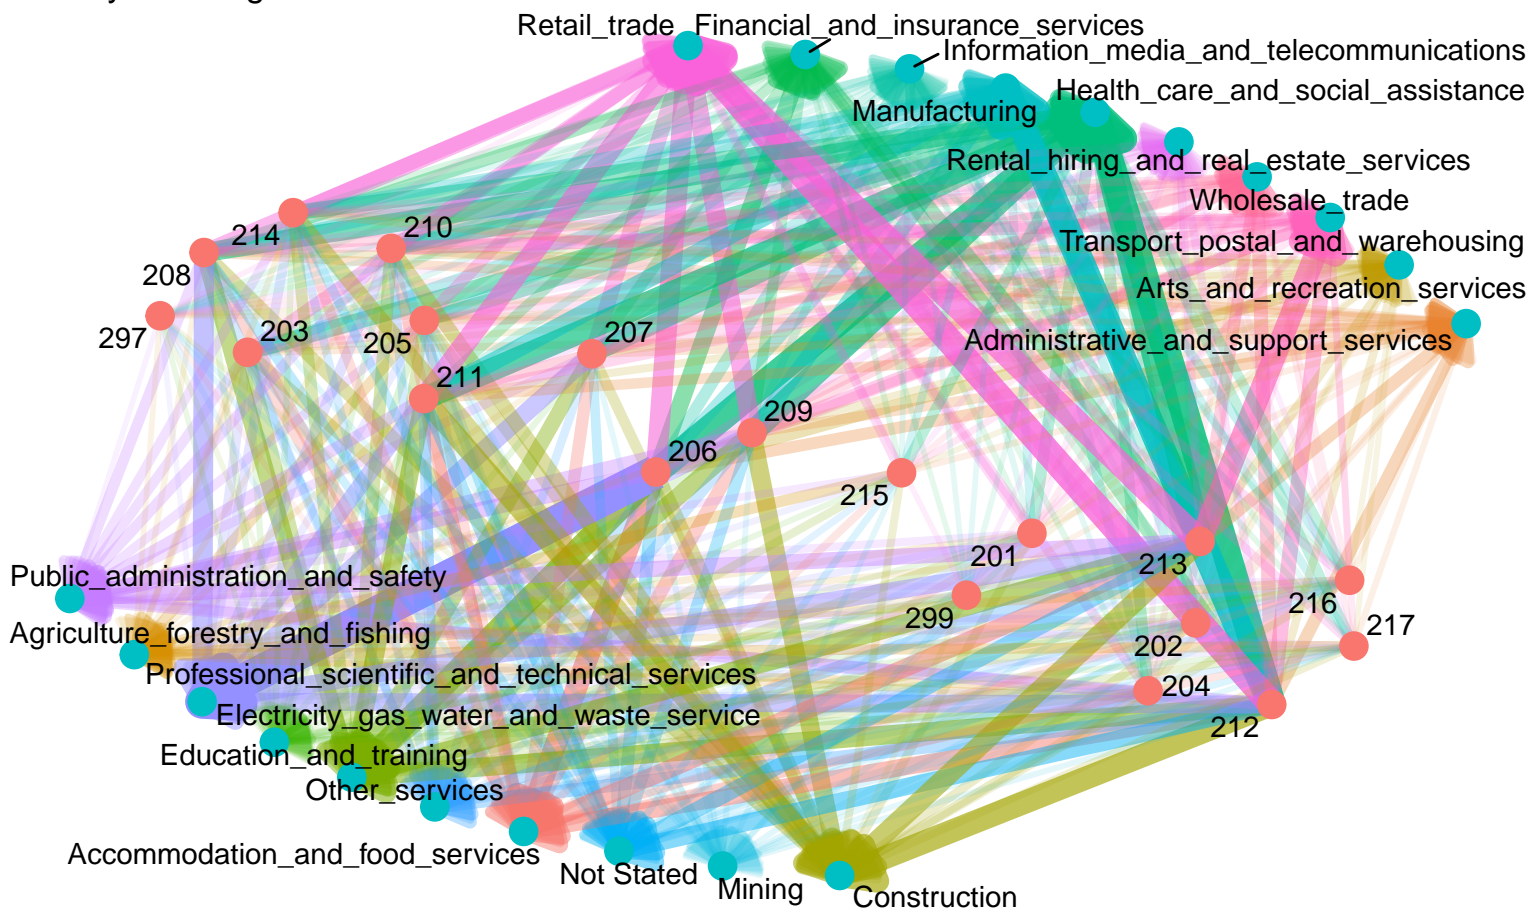 Retail_trade
Financial_and_insurance_services
Information_media_and_telecommunications
Health_care_and_social_assistance
Manufacturing
Rental_hiring_and_real_estate_services
Wholesale_trade
Transport_postal_and_warehousing
Arts_and_recreation_services
Administrative_and_support_services
214
210
208
297
203
205
207
211
209
206
215
201
213
299
216
217
202
204
212
Public_administration_and_safety
Agriculture_forestry_and_fishing
Professional_scientific_and_technical_services
Electricity_gas_water_and_waste_service
Education_and_training
Other_services
Accommodation_and_food_services
Not Stated
Mining
Construction